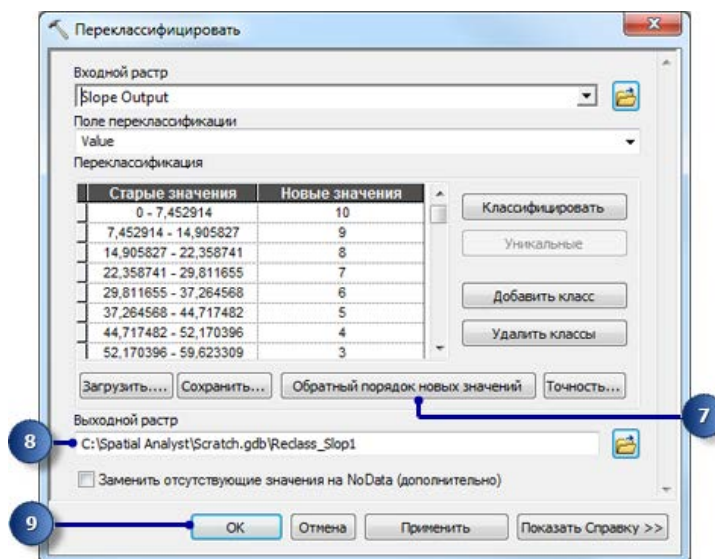 Переклассифицировать
Входной растр
Slope Output
Поле переклассификации
Value
Переклассификация
Старые значения Новые значения
0 - 7,452914 10
7,452914 - 14,905827 9
14,905827 - 22,358741 8
22,358741 - 29,811655 7
29,811655 - 37,264568 6
37,264568 - 44,717482 5
44,717482 - 52,170396 4
52,170396 - 59,623309 3
Классифицировать
Уникальные
Добавить класс
Удалить классы
Загрузить.... Сохранить... Обратный порядок новых значений Точность...
7
Выходной растр
8 C:\Spatial Analyst\Scratch.gdb\Reclass_Slop1
Заменить отсутствующие значения на NoData (дополнительно)
9 OK Отмена Применить Показать Справку >>